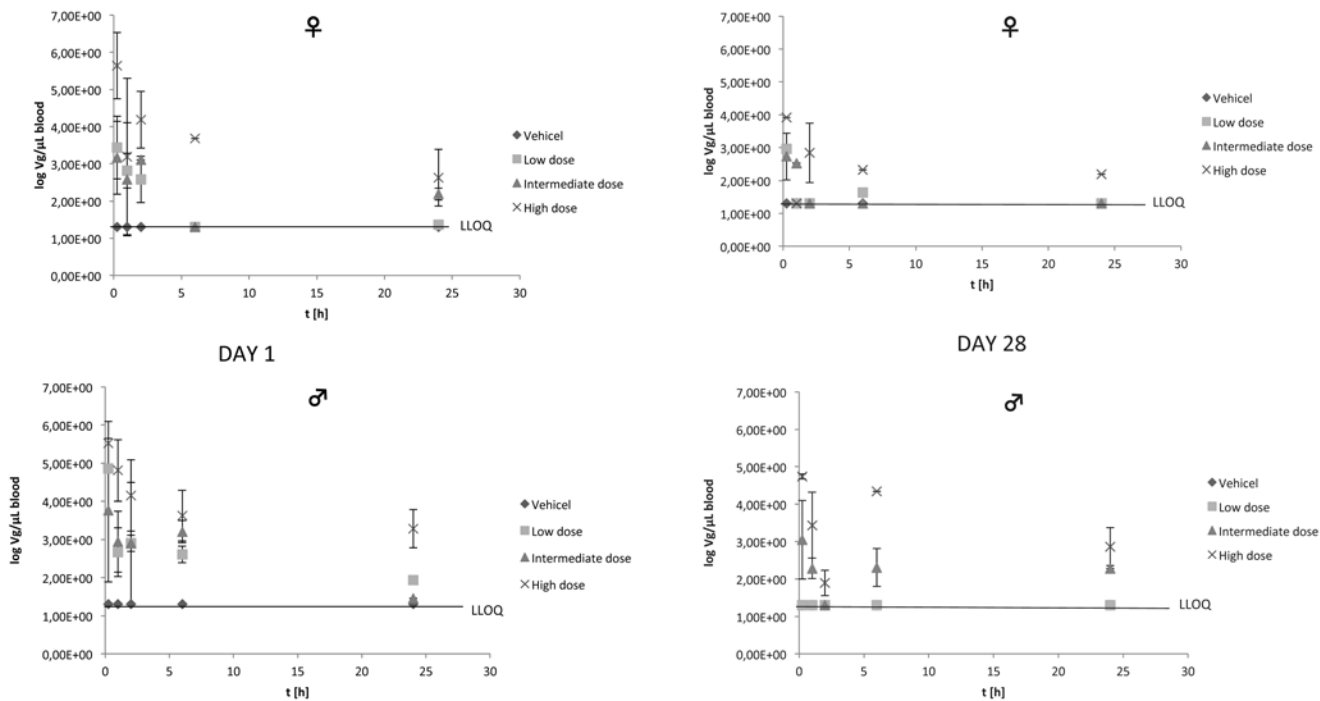 ♀
7,00E+00
6,00E+00
5,00E+00
4,00E+00
3,00E+00
2,00E+00
1,00E+00
0,00E+00
log Vg/µL blood
0 5 10 15 20 25 30
t [h]
LLOQ
Vehicel
Low dose
Intermediate dose
High dose
♀
7,00E+00
6,00E+00
5,00E+00
4,00E+00
3,00E+00
2,00E+00
1,00E+00
0,00E+00
log Vg/µL blood
0 5 10 15 20 25 30
t [h]
LLOQ
Vehicel
Low dose
Intermediate dose
High dose
DAY 1
DAY 28
♂
7,00E+00
6,00E+00
5,00E+00
4,00E+00
3,00E+00
2,00E+00
1,00E+00
0,00E+00
log Vg/µL blood
0 5 10 15 20 25 30
t [h]
LLOQ
Vehicel
Low dose
Intermediate dose
High dose
♂
7,00E+00
6,00E+00
5,00E+00
4,00E+00
3,00E+00
2,00E+00
1,00E+00
0,00E+00
log Vg/µL blood
0 5 10 15 20 25 30
t [h]
LLOQ
Vehicel
Low dose
Intermediate dose
High dose